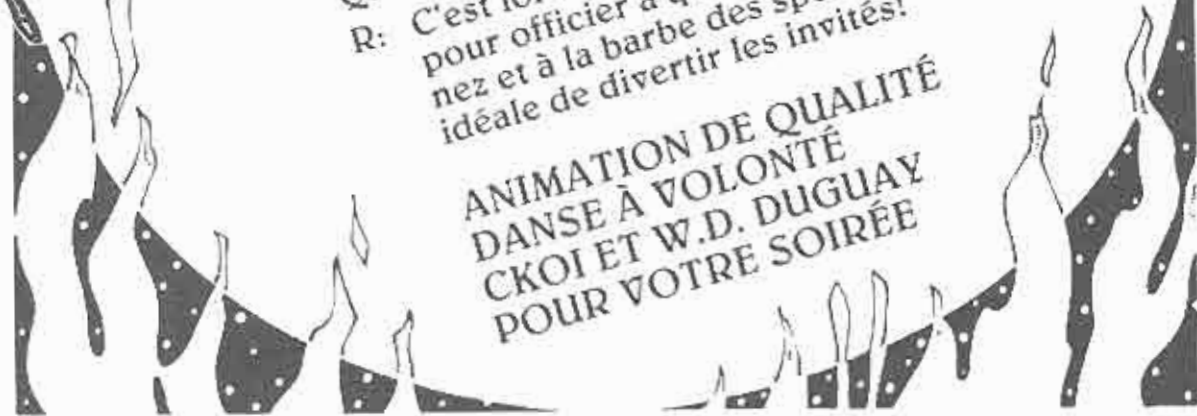 R: C'est
pour officier à
nez et à la barbe des
idéale de divertir les invités!
ANIMATION DE QUALITÉ
DANSE À VOLONTÉ
CKOI ET W.D. DUGUAY
POUR VOTRE SOIRÉE